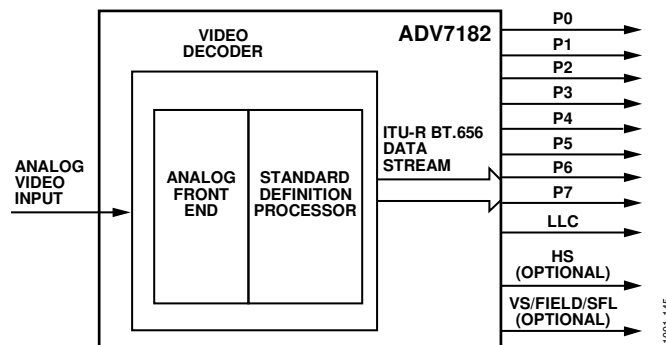 VIDEO
DECODER
ADV7182
ANALOG
VIDEO
INPUT
ANALOG
FRONT
END
STANDARD
DEFINITION
PROCESSOR
ITU-R BT.656
DATA
STREAM
P0
P1
P2
P3
P4
P5
P6
P7
LLC
HS
(OPTIONAL)
VS/FIELD/SFL
(OPTIONAL)